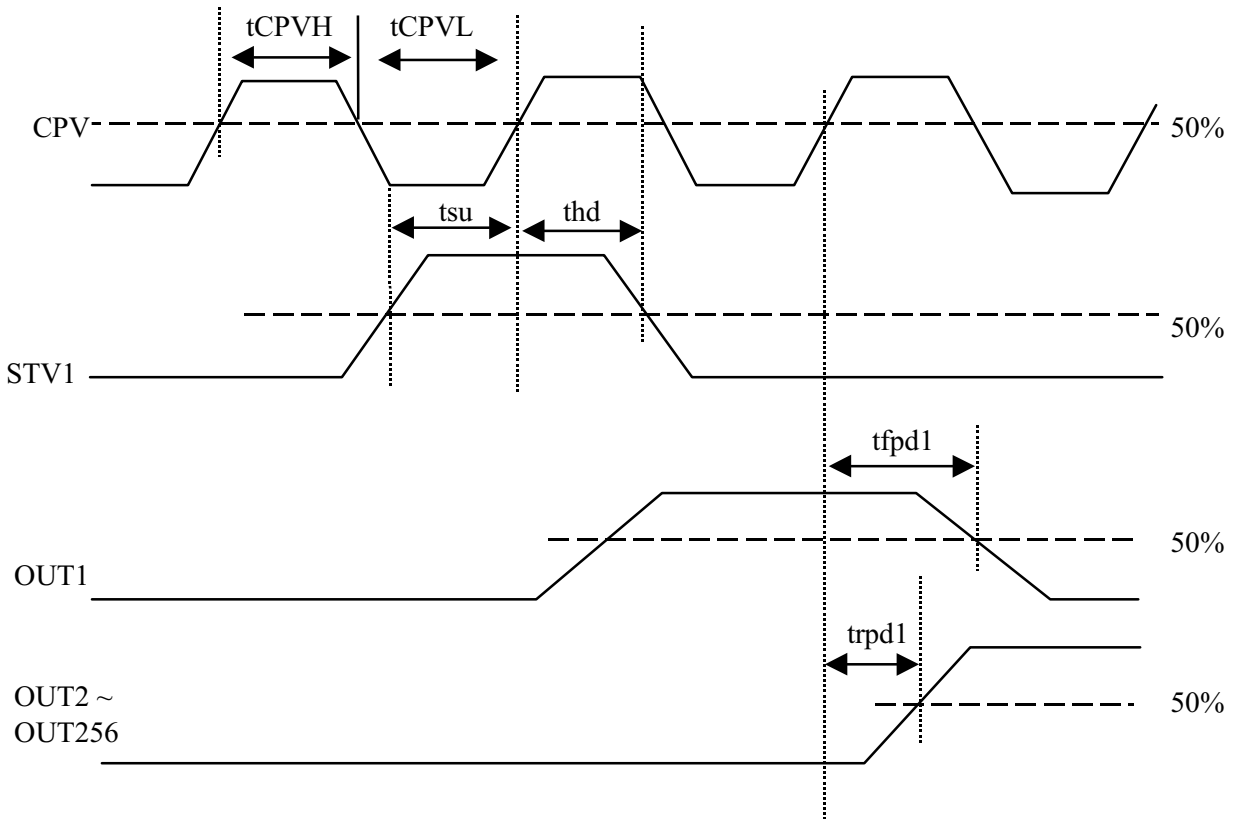 tCPVH
tCPVL
CPV
50%
tsu
thd
50%
STV1
tfpd1
50%
OUT1
trpd1
OUT2 ~
50%
OUT256